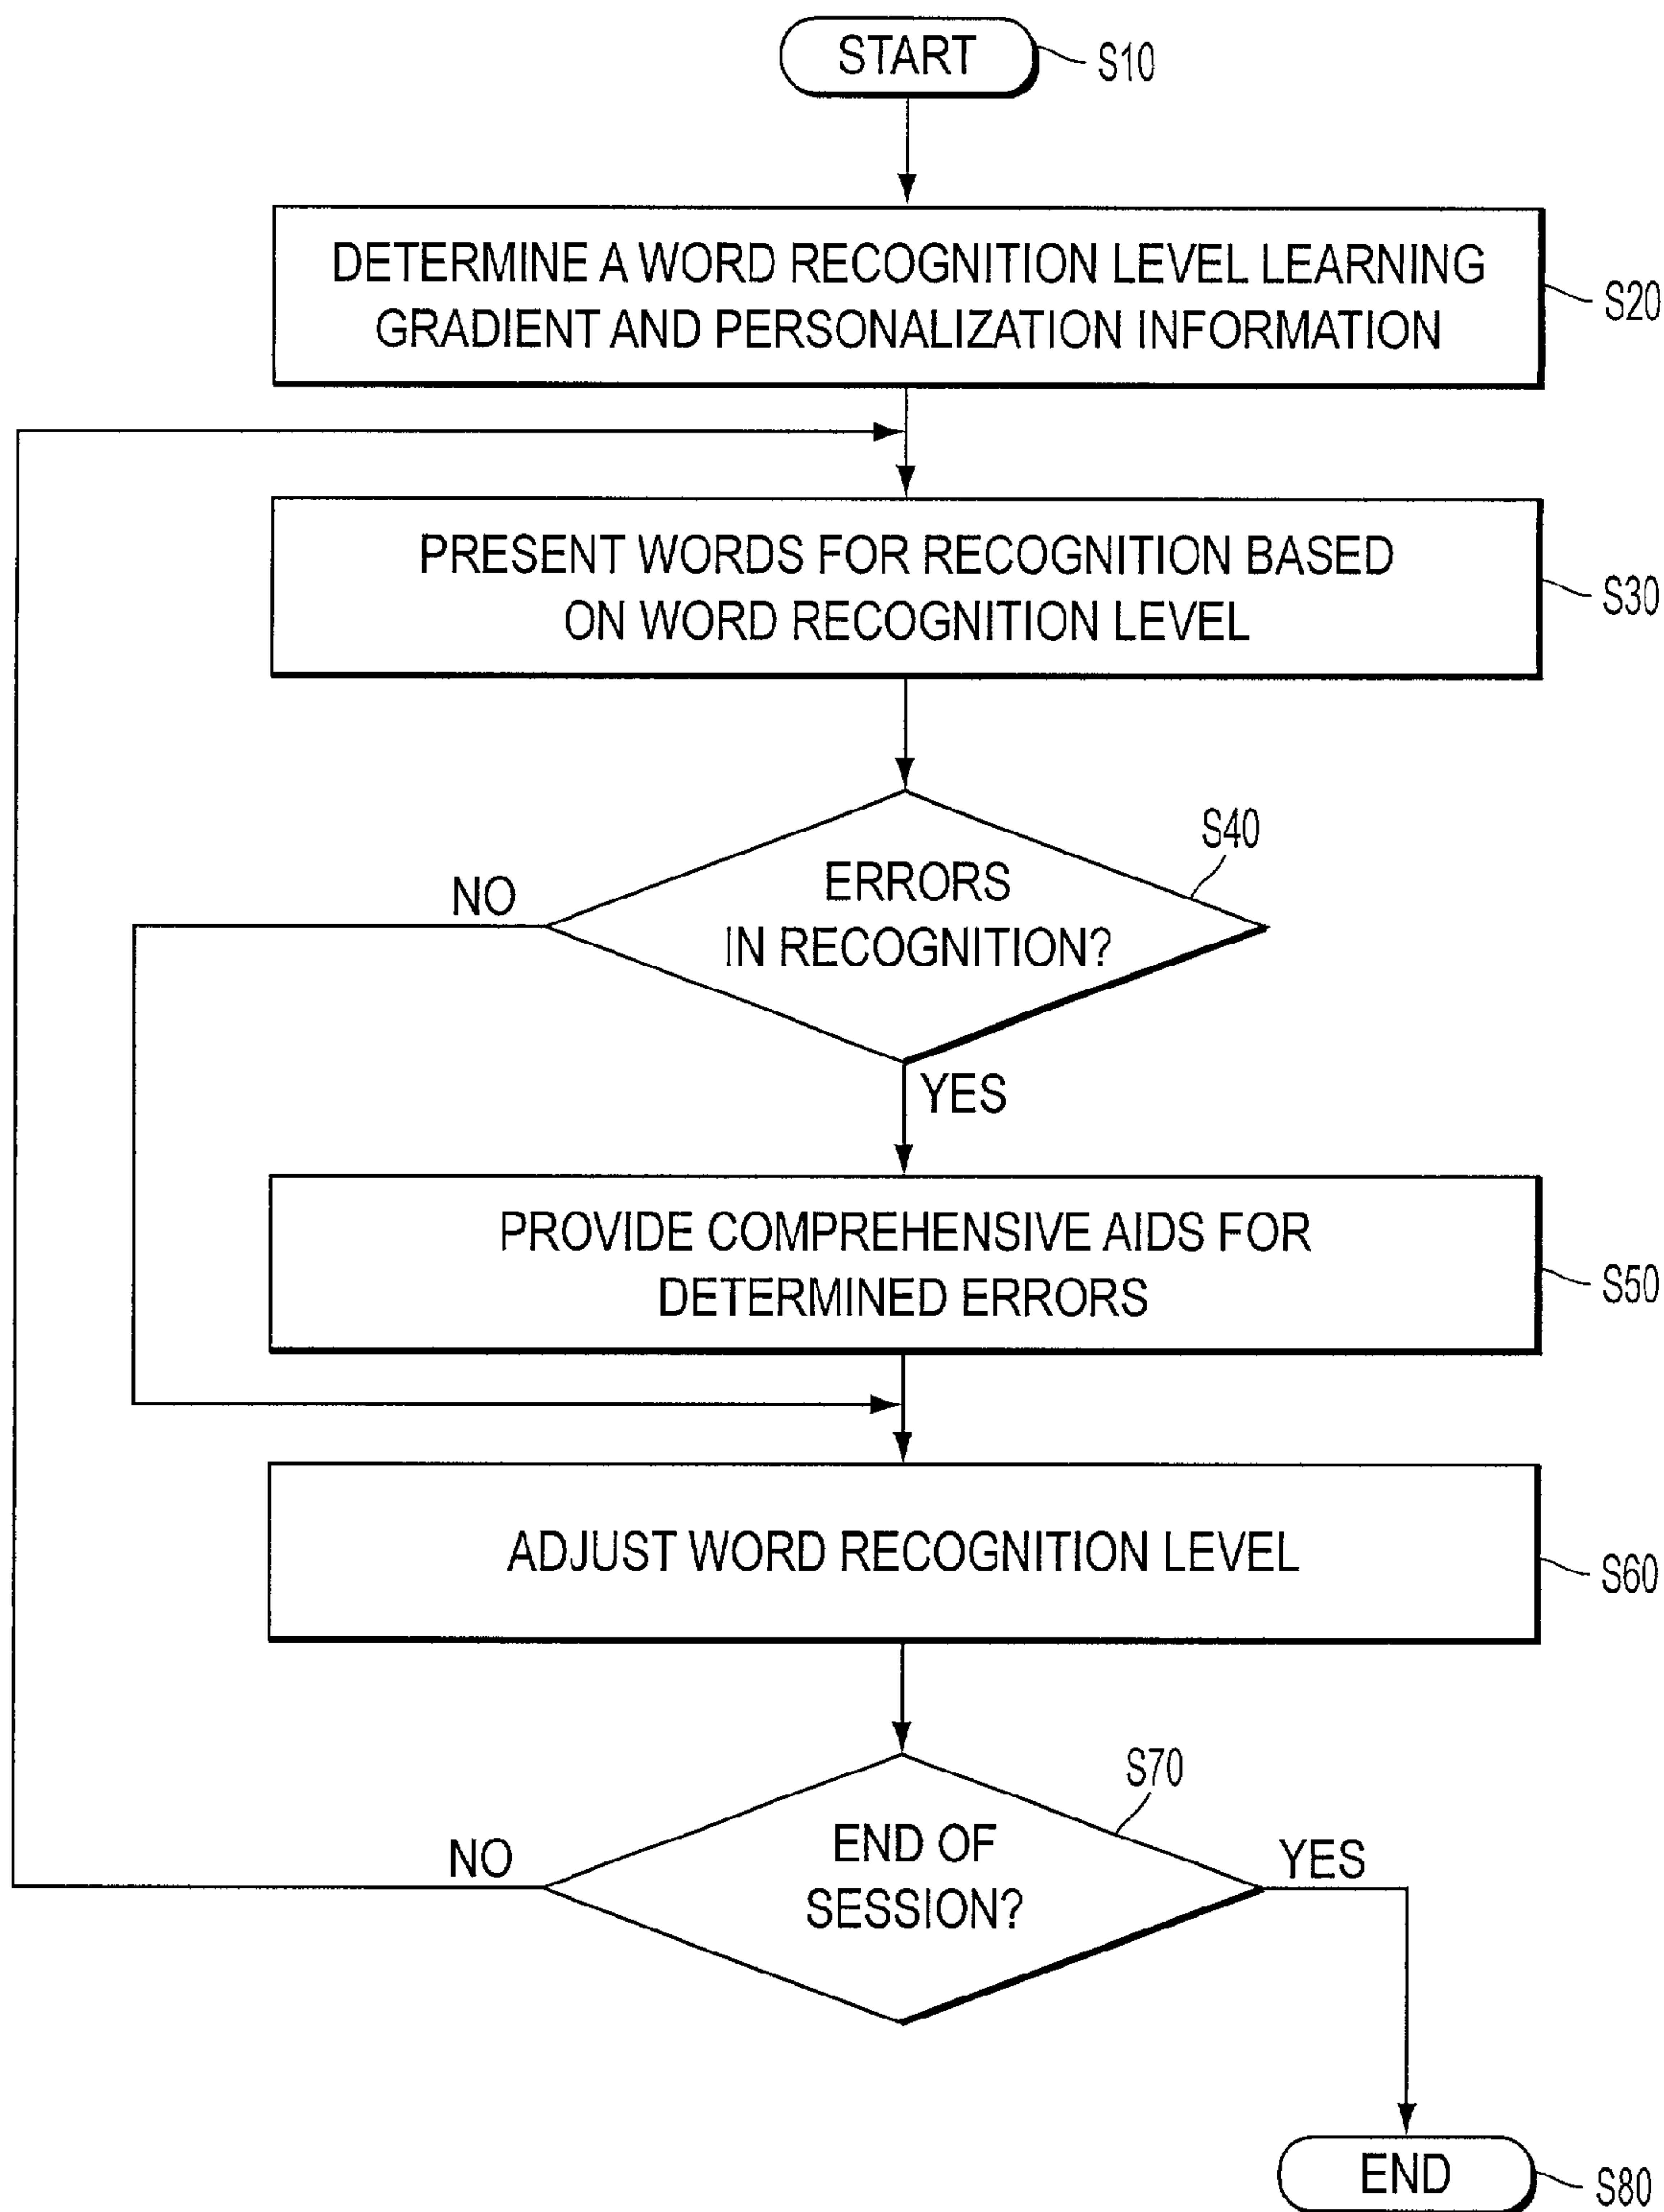 START
S10
DETERMINE A WORD RECOGNITION LEVEL LEARNING
GRADIENT AND PERSONALIZATION INFORMATION
S20
PRESENT WORDS FOR RECOGNITION BASED
ON WORD RECOGNITION LEVEL
S30
S40
ERRORS
IN RECOGNITION?
NO
YES
PROVIDE COMPREHENSIVE AIDS FOR
DETERMINED ERRORS
S50
ADJUST WORD RECOGNITION LEVEL
S60
S70
END OF
SESSION?
NO
YES
END
S80